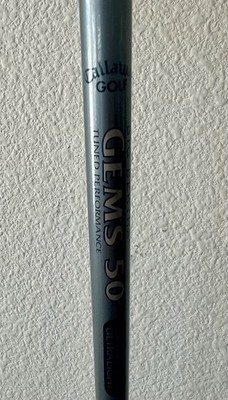 Callaway
GOLF
GEMS 50
TUNED PERFORMANCE